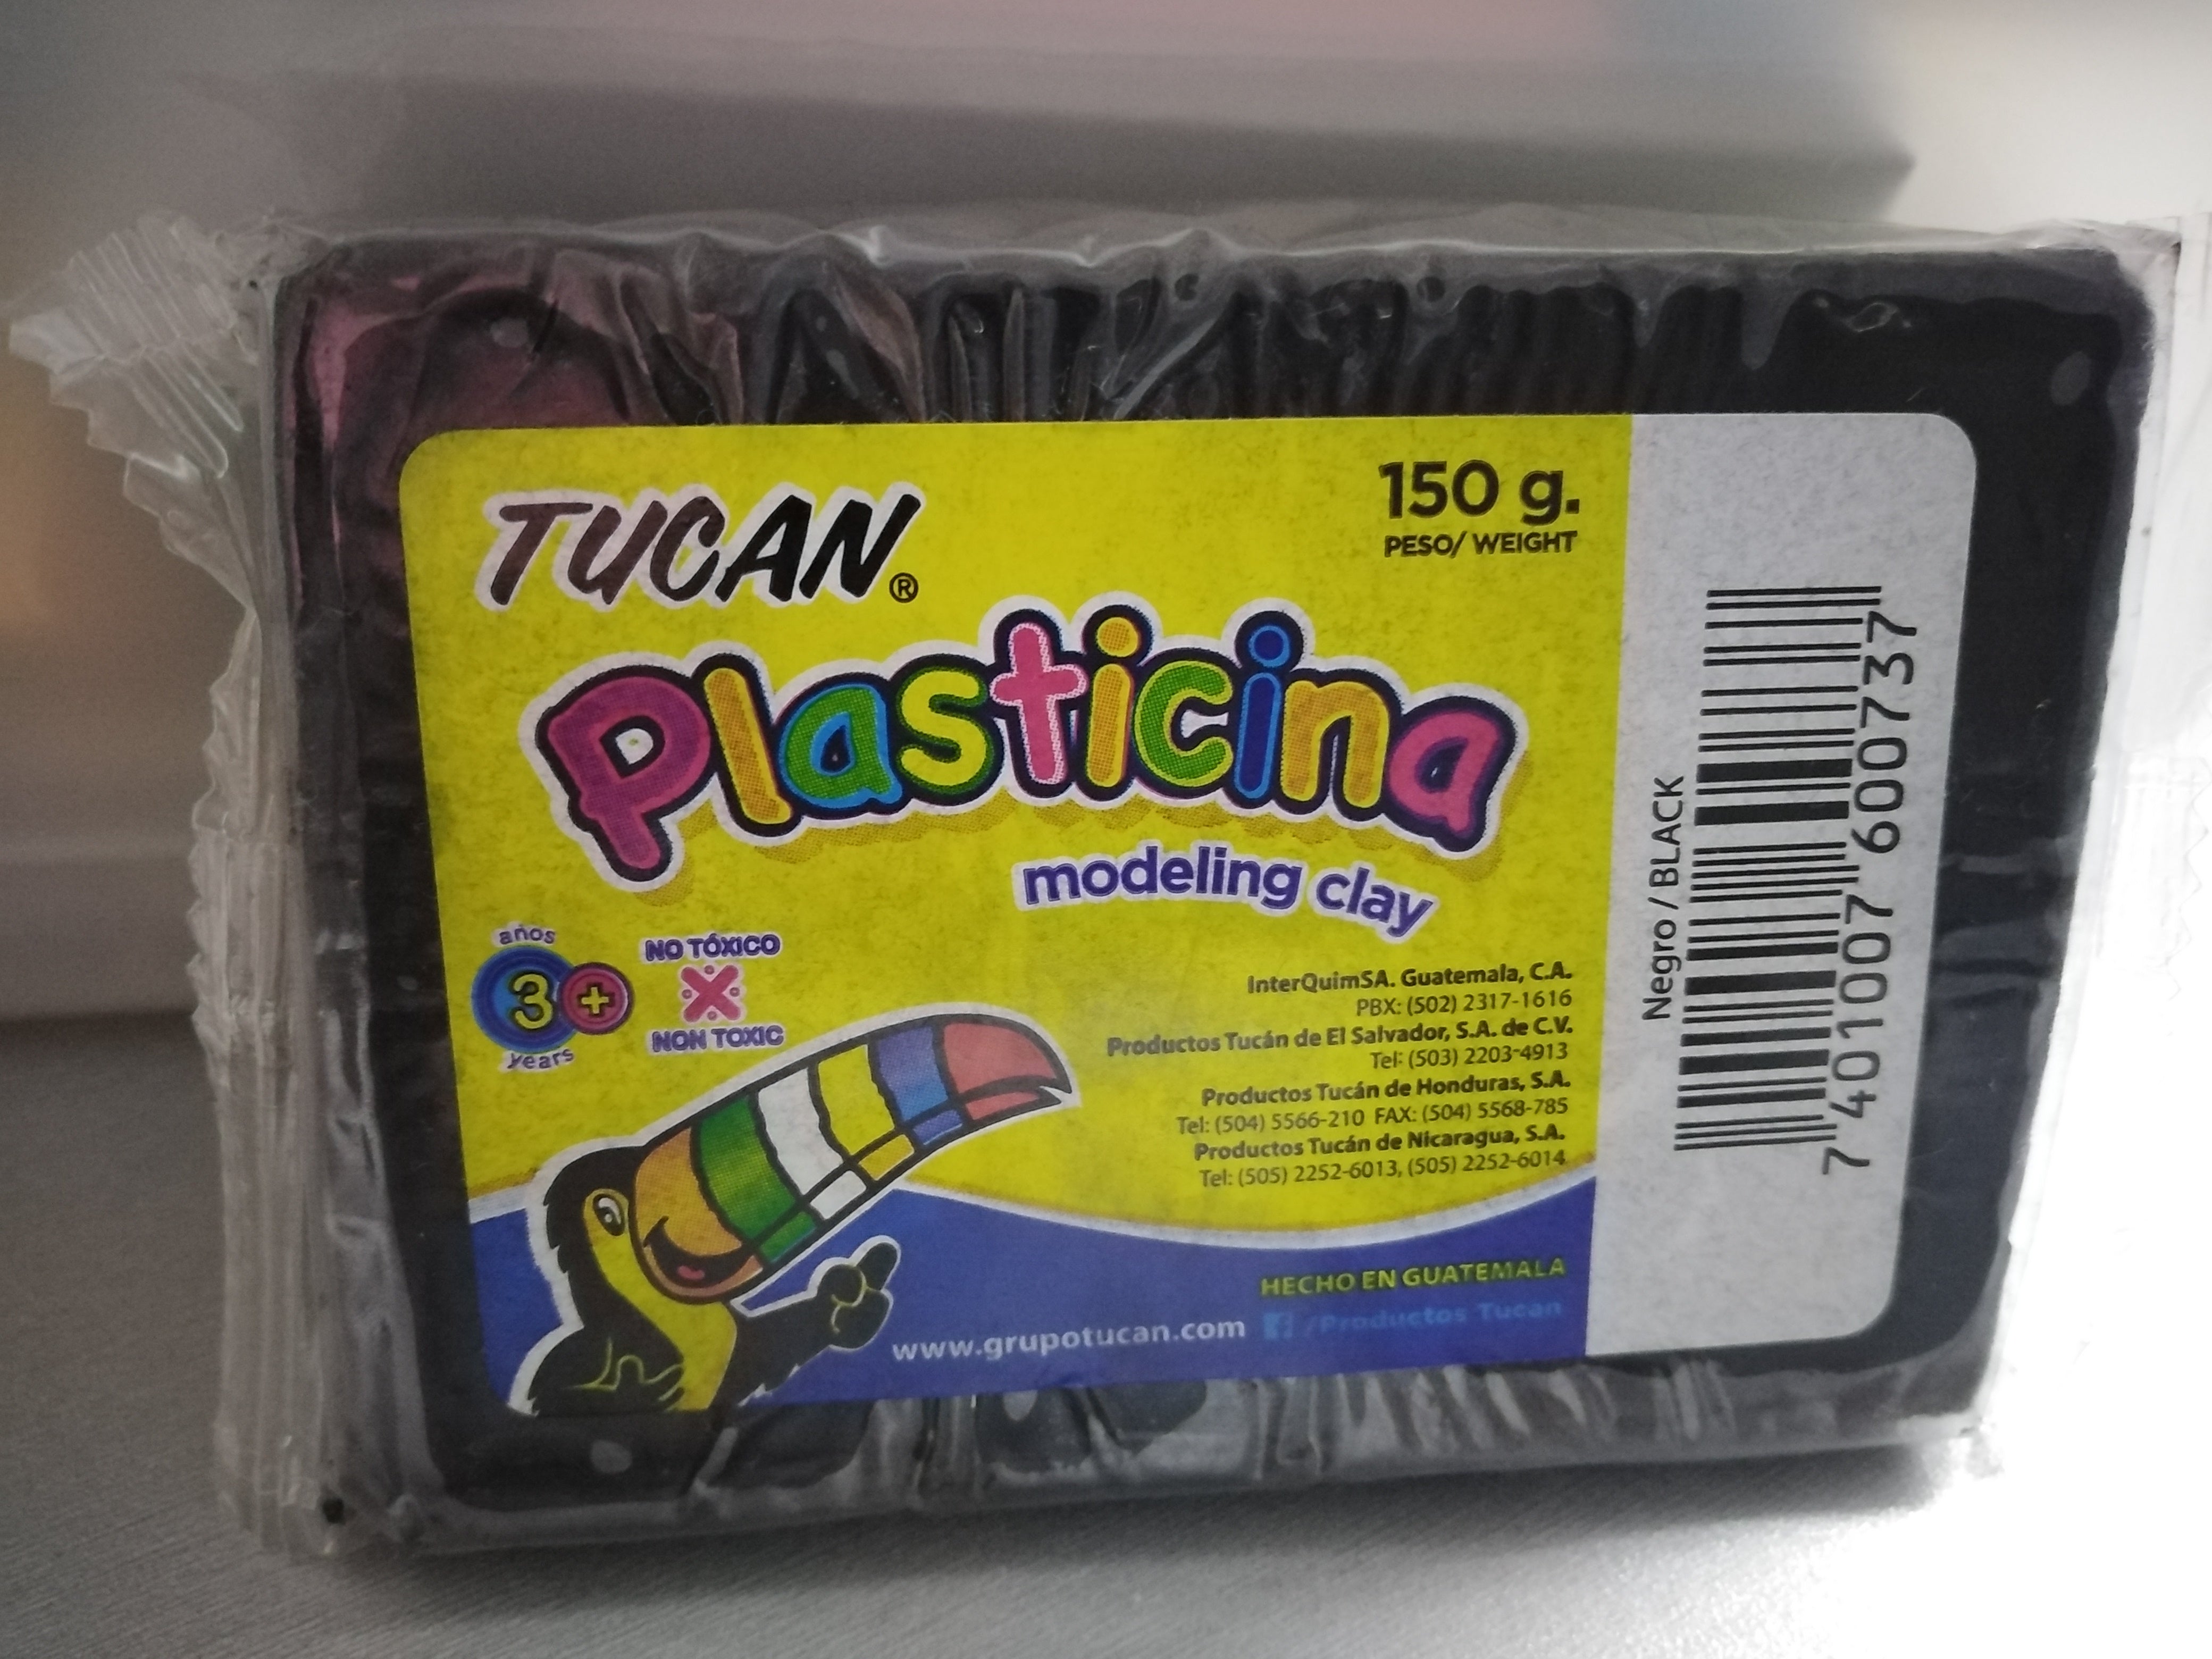 TUCAN®
150 g.
PESO/ WEIGHT
Plasticina
modeling clay
años
3+
years
NO TÓXICO
NON TOXIC
InterQuimSA. Guatemala, C.A.
PBX: (502) 2317-1616
Productos Tucán de El Salvador, S.A. de C.V.
Tel: (503) 2203-4913
Productos Tucán de Honduras, S.A.
Tel: (504) 5566-210 FAX: (504) 5568-785
Productos Tucán de Nicaragua, S.A.
Tel: (505) 2252-6013, (505) 2252-6014
HECHO EN GUATEMALA
www.grupotucan.com f /Productos Tucan
Negro / BLACK
7 401007 600737